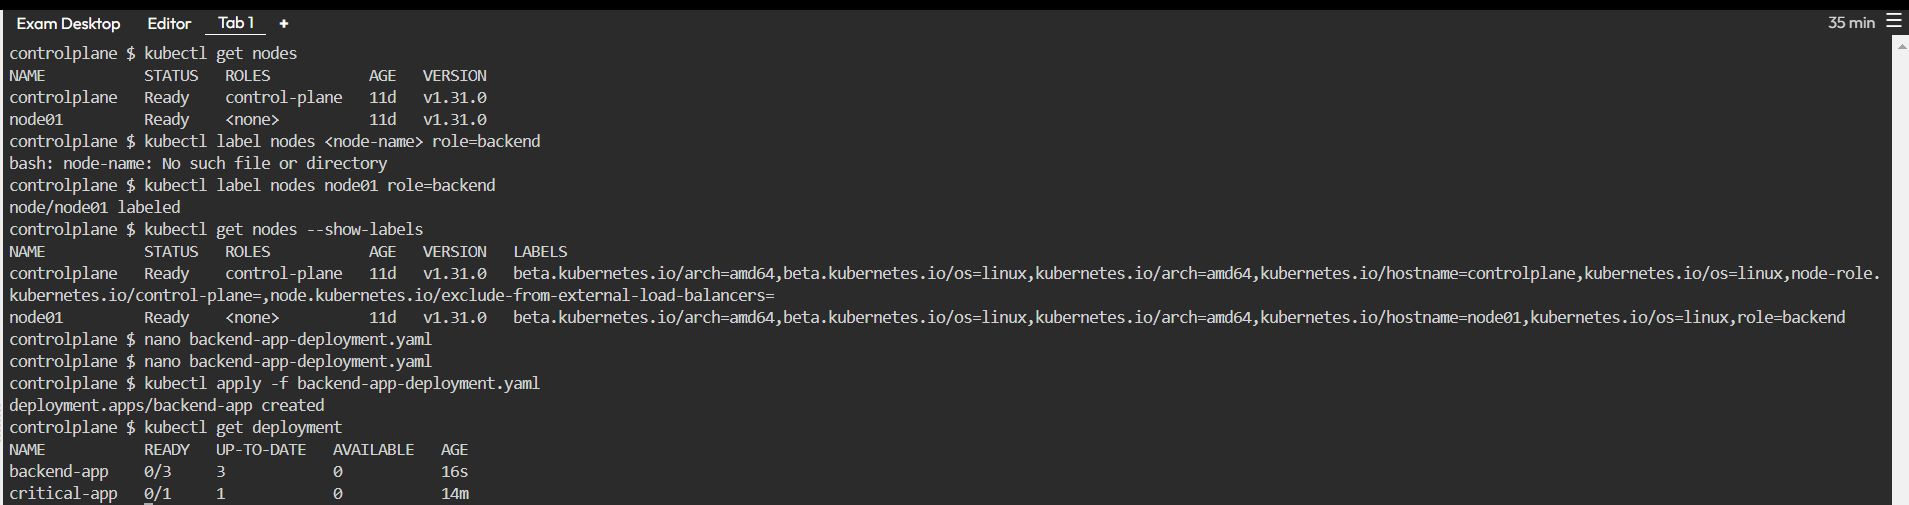 Exam Desktop Editor Tab 1 + 35 min
controlplane $ kubectl get nodes
NAME STATUS ROLES AGE VERSION
controlplane Ready control-plane 11d v1.31.0
node01 Ready <none> 11d v1.31.0
controlplane $ kubectl label nodes <node-name> role=backend
bash: node-name: No such file or directory
controlplane $ kubectl label nodes node01 role=backend
node/node01 labeled
controlplane $ kubectl get nodes --show-labels
NAME STATUS ROLES AGE VERSION LABELS
controlplane Ready control-plane 11d v1.31.0 beta.kubernetes.io/arch=amd64,beta.kubernetes.io/os=linux,kubernetes.io/arch=amd64,kubernetes.io/hostname=controlplane,kubernetes.io/os=linux,node-role.
kubernetes.io/control-plane=,node.kubernetes.io/exclude-from-external-load-balancers=
node01 Ready <none> 11d v1.31.0 beta.kubernetes.io/arch=amd64,beta.kubernetes.io/os=linux,kubernetes.io/arch=amd64,kubernetes.io/hostname=node01,kubernetes.io/os=linux,role=backend
controlplane $ nano backend-app-deployment.yaml
controlplane $ nano backend-app-deployment.yaml
controlplane $ kubectl apply -f backend-app-deployment.yaml
deployment.apps/backend-app created
controlplane $ kubectl get deployment
NAME READY UP-TO-DATE AVAILABLE AGE
backend-app 0/3 3 0 16s
critical-app 0/1 1 0 14m